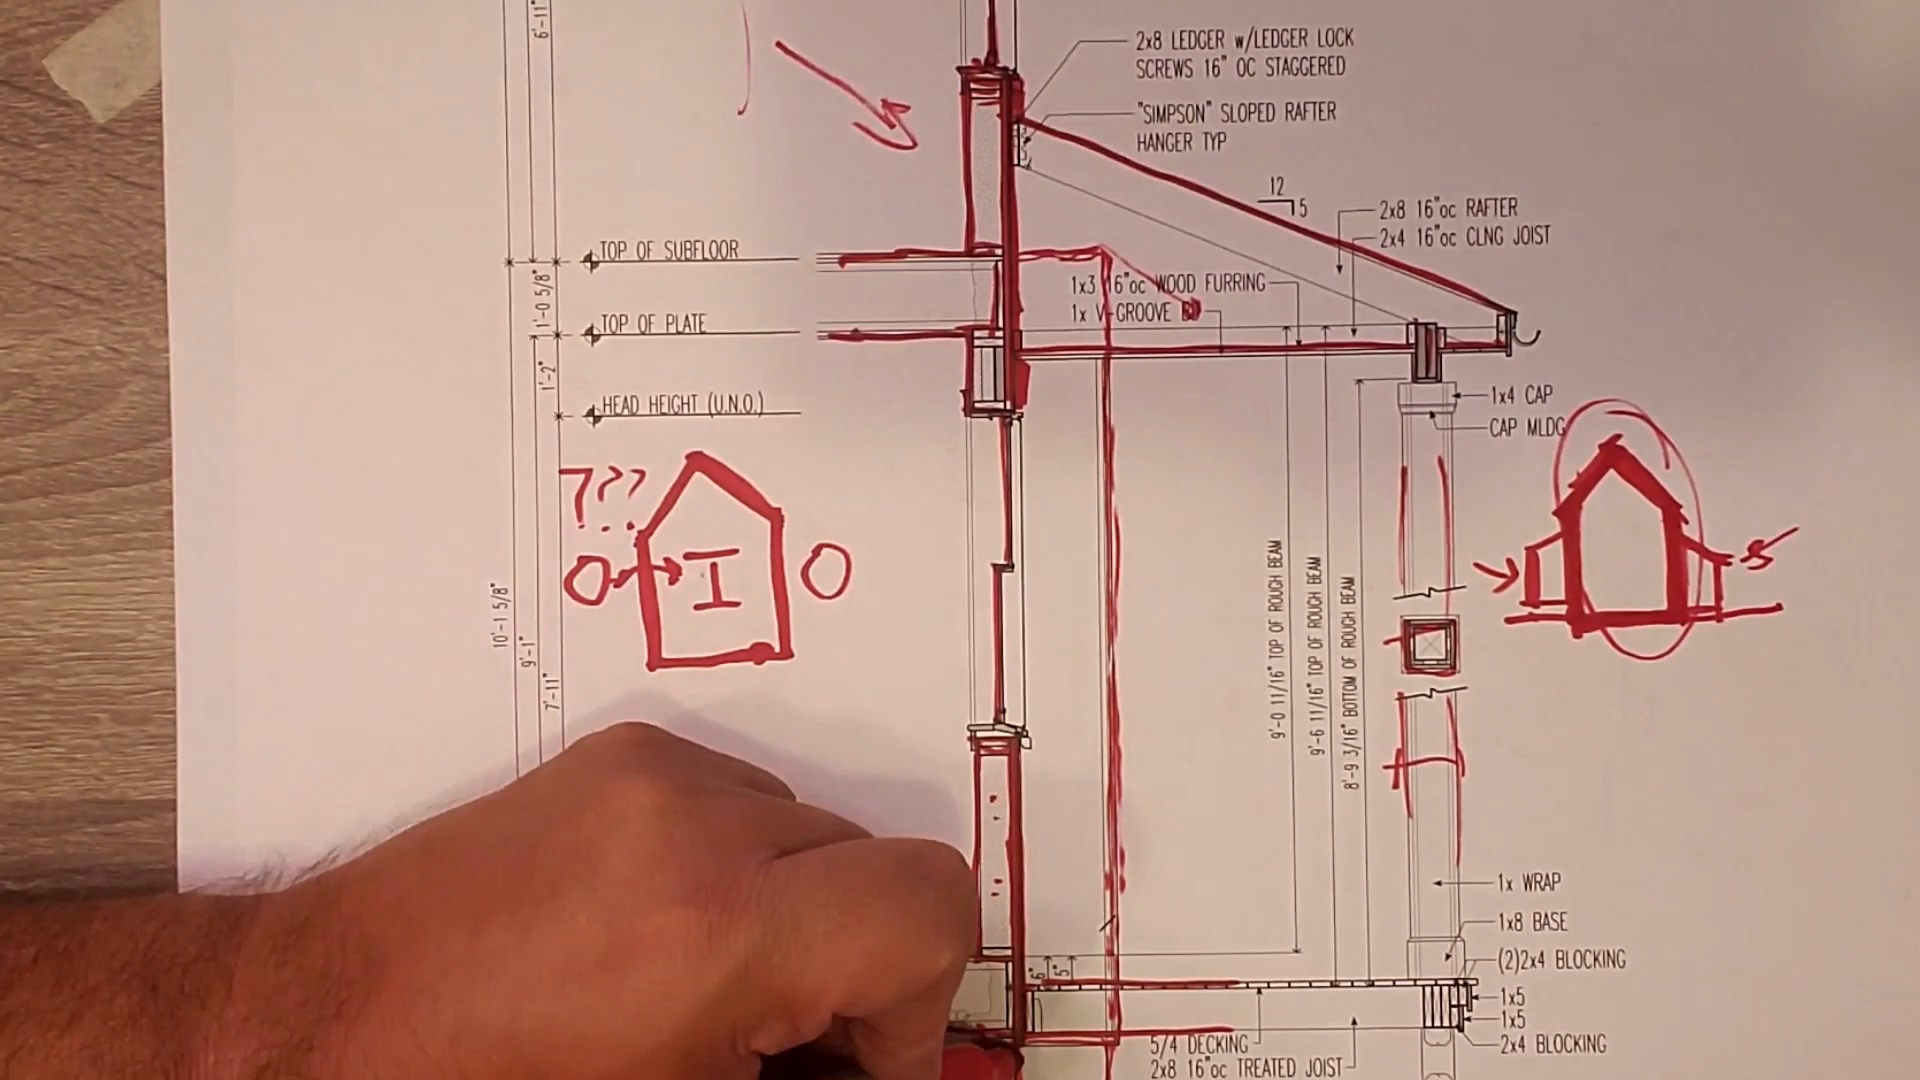 6'-11"
2x8 LEDGER w/LEDGER LOCK
SCREWS 16" OC STAGGERED
"SIMPSON" SLOPED RAFTER
HANGER TYP
12
5
2x8 16"oc RAFTER
2x4 16"oc CLNG JOIST
TOP OF SUBFLOOR
1'-0 5/8"
1x3 16"oc WOOD FURRING
1x V-GROOVE BD
TOP OF PLATE
1'-2"
HEAD HEIGHT (U.N.O.)
1x4 CAP
CAP MLDG
???
O I O
10'-1 5/8"
9'-1"
7'-11"
9'-0 11/16" TOP OF ROUGH BEAM
9'-6 11/16" TOP OF ROUGH BEAM
8'-9 3/16" BOTTOM OF ROUGH BEAM
1x WRAP
1x8 BASE
(2)2x4 BLOCKING
6"
5"
1x5
1x5
2x4 BLOCKING
5/4 DECKING
2x8 16"oc TREATED JOIST